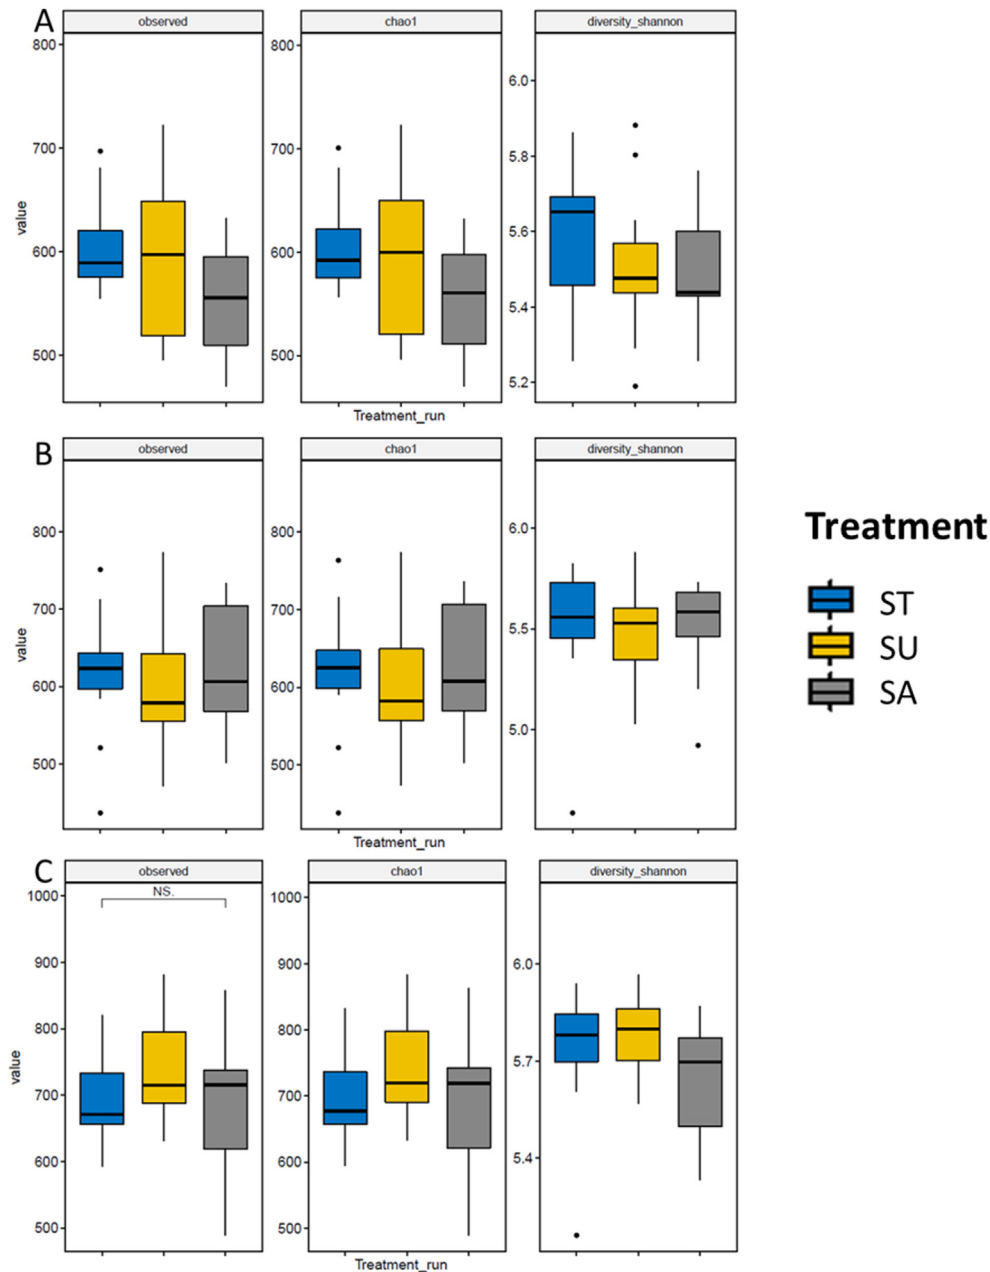 A
observed
chao1
diversity_shannon
800
700
600
500
800
700
600
500
6.0
5.8
5.6
5.4
5.2
value
Treatment_run
B
observed
chao1
diversity_shannon
800
700
600
500
800
700
600
500
6.0
5.5
5.0
value
Treatment_run
Treatment
ST
SU
SA
C
observed
chao1
diversity_shannon
NS.
1000
900
800
700
600
500
1000
900
800
700
600
500
6.0
5.7
5.4
value
Treatment_run